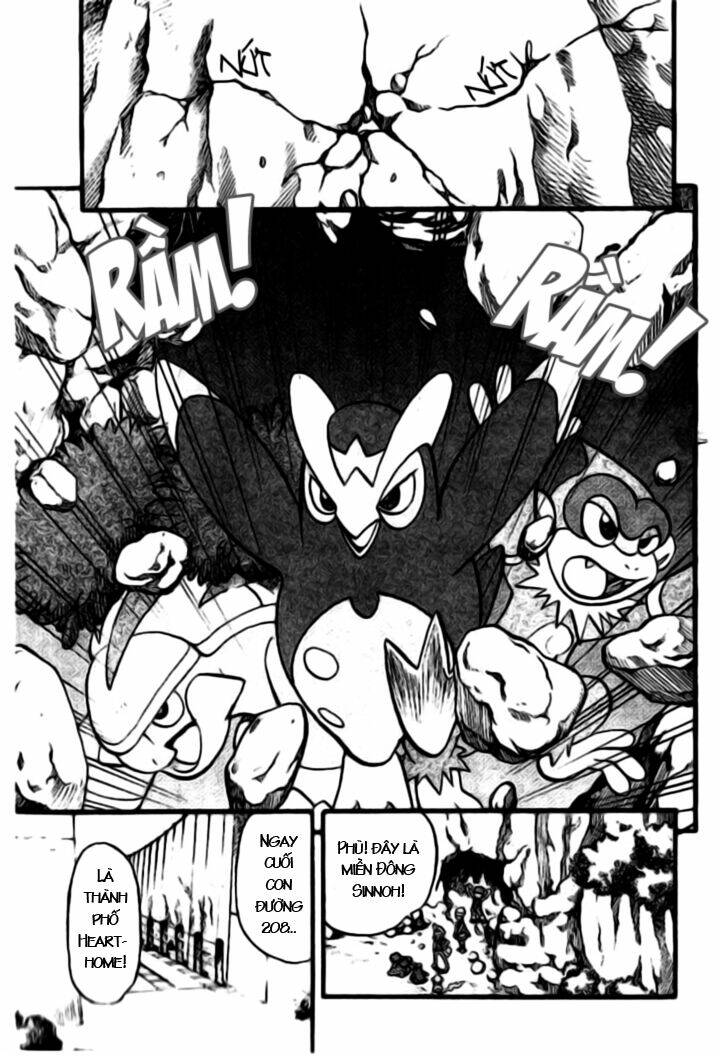 NỨT
NỨT
RẦM!
RẦM!
PHÙ! ĐÂY LÀ
MIỀN ĐÔNG
SINNOH!
NGAY
CUỐI
CON
ĐƯỜNG
208..
LÀ
THÀNH
PHỐ
HEART-
HOME!